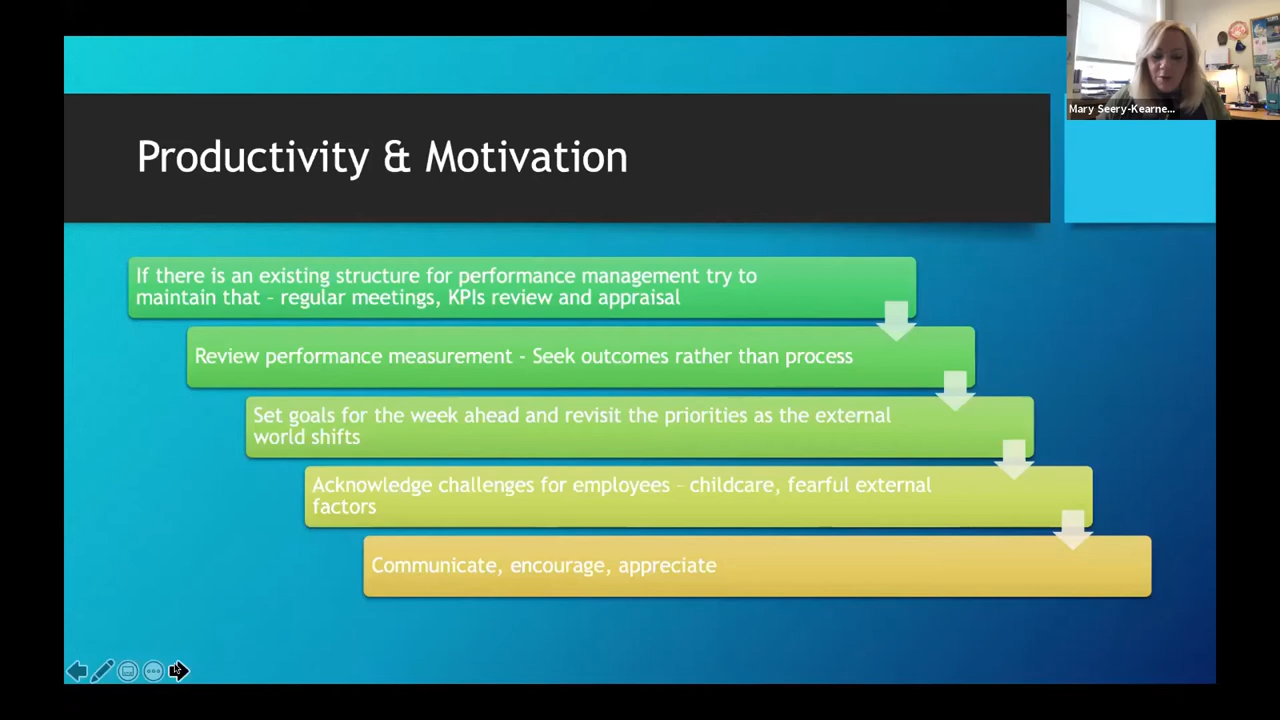 Mary Seery-Kearne...
Productivity & Motivation
If there is an existing structure for performance management try to
maintain that – regular meetings, KPIs review and appraisal
Review performance measurement - Seek outcomes rather than process
Set goals for the week ahead and revisit the priorities as the external
world shifts
Acknowledge challenges for employees – childcare, fearful external
factors
Communicate, encourage, appreciate